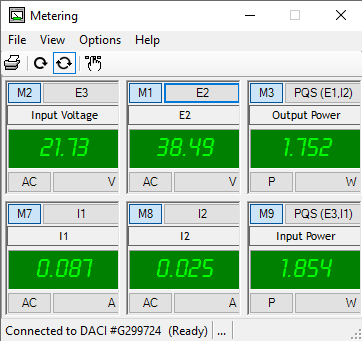 Metering
File View Options Help
M2 E3 M1 E2 M3 PQS (E1,I2)
Input Voltage E2 Output Power
21.73 38.49 1.752
AC V AC V P W
M7 I1 M8 I2 M9 PQS (E3,I1)
I1 I2 Input Power
0.087 0.025 1.854
AC A AC A P W
Connected to DACI #G299724 (Ready) ...